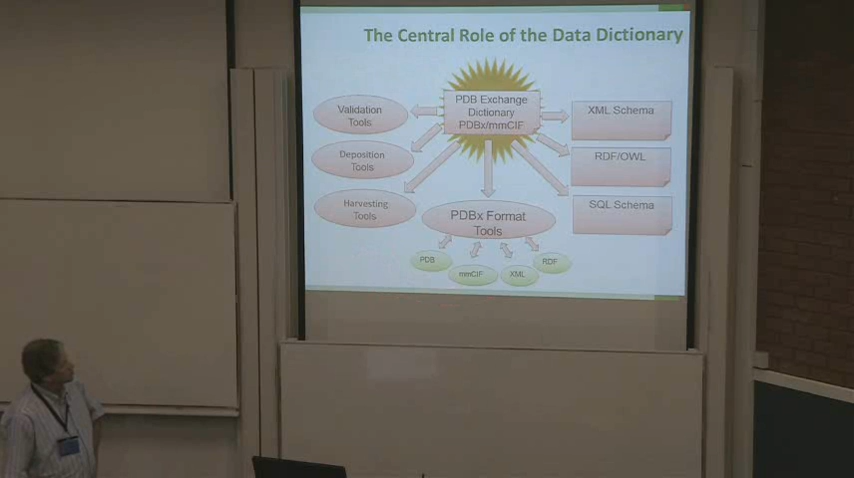 The Central Role of the Data Dictionary
PDB Exchange
Dictionary
PDBx/mmCIF
Validation
Tools
Deposition
Tools
Harvesting
Tools
XML Schema
RDF/OWL
SQL Schema
PDBx Format
Tools
PDB
mmCIF
XML
RDF